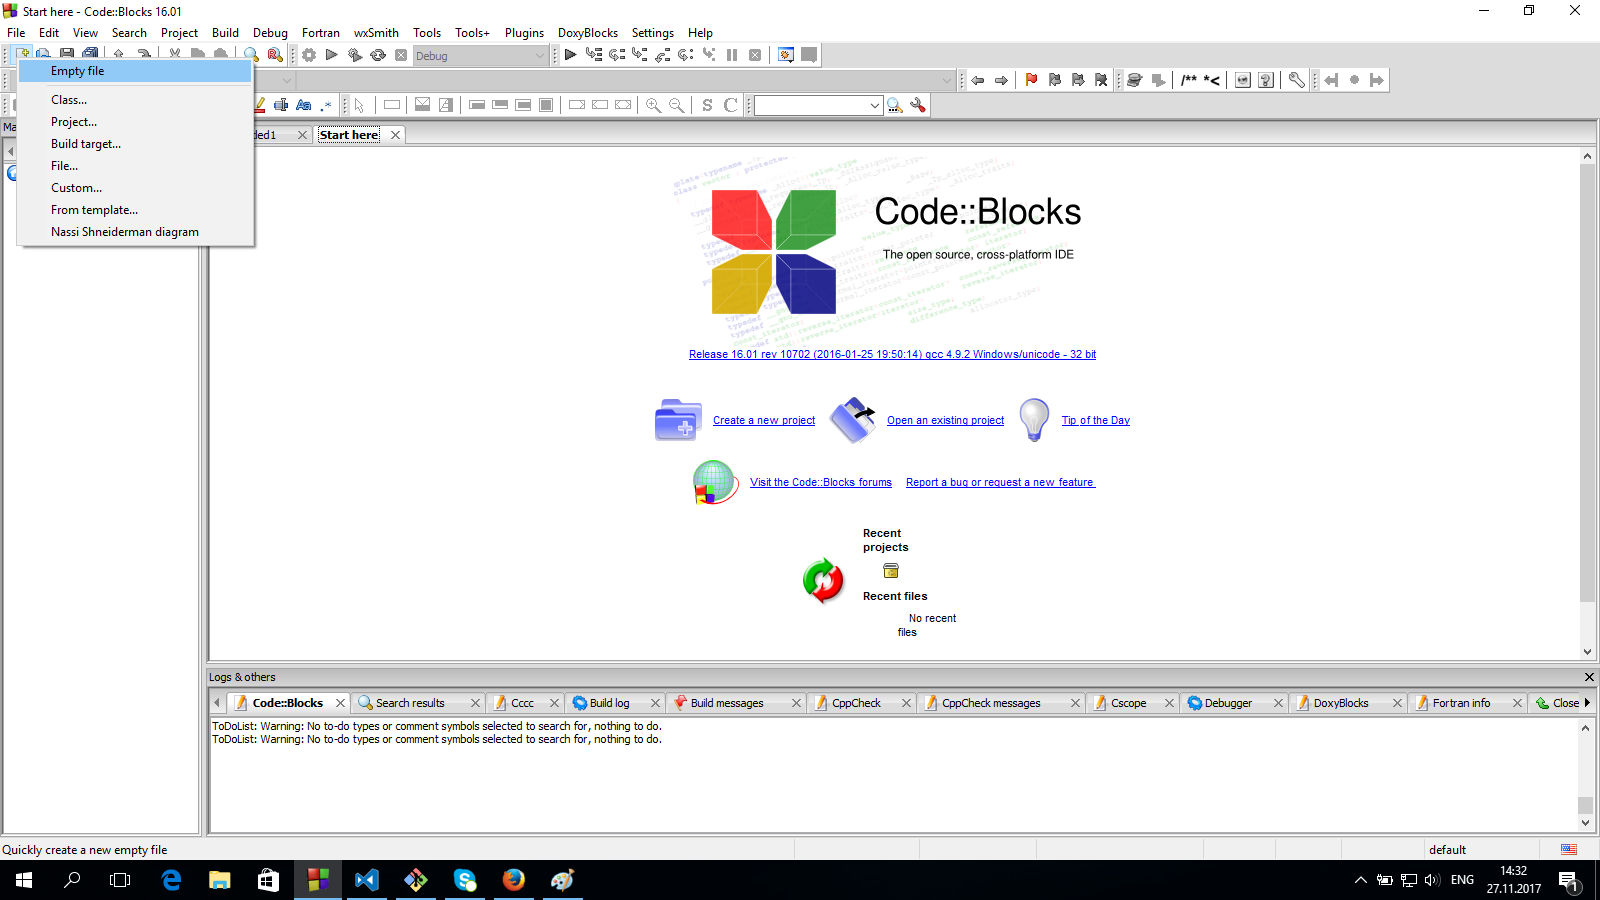 Start here - Code::Blocks 16.01
File Edit View Search Project Build Debug Fortran wxSmith Tools Tools+ Plugins DoxyBlocks Settings Help
Debug
Empty file
Class...
Project...
Build target...
File...
Custom...
From template...
Nassi Shneiderman diagram
/** *<
Aa .*
S C
Start here
Code::Blocks
The open source, cross-platform IDE
Release 16.01 rev 10702 (2016-01-25 19:50:14) gcc 4.9.2 Windows/unicode - 32 bit
Create a new project Open an existing project Tip of the Day
Visit the Code::Blocks forums Report a bug or request a new feature
Recent
projects
Recent files
No recent
files
Logs & others
Code::Blocks Search results Cccc Build log Build messages CppCheck CppCheck messages Cscope Debugger DoxyBlocks Fortran info Close
ToDoList: Warning: No to-do types or comment symbols selected to search for, nothing to do.
ToDoList: Warning: No to-do types or comment symbols selected to search for, nothing to do.
Quickly create a new empty file
default
ENG
14:32
27.11.2017
1